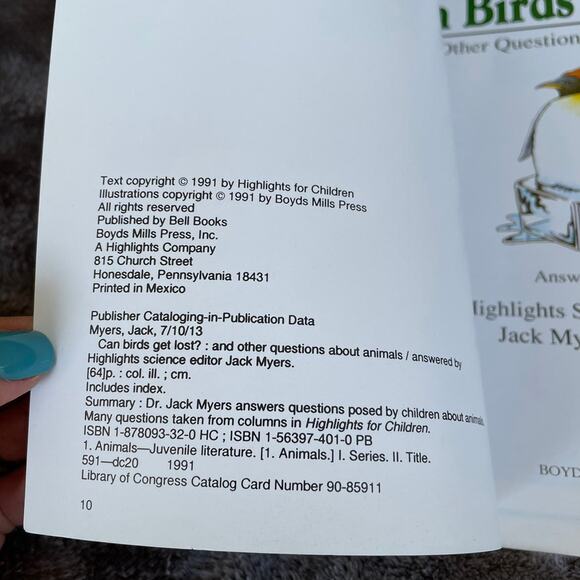 Text copyright © 1991 by Highlights for Children
Illustrations copyright © 1991 by Boyds Mills Press
All rights reserved
Published by Bell Books
Boyds Mills Press, Inc.
A Highlights Company
815 Church Street
Honesdale, Pennsylvania 18431
Printed in Mexico
Publisher Cataloging-in-Publication Data
Myers, Jack, 7/10/13
Can birds get lost? : and other questions about animals / answered by
Highlights science editor Jack Myers.
[64]p. : col. ill. ; cm.
Includes index.
Summary : Dr. Jack Myers answers questions posed by children about animals.
Many questions taken from columns in Highlights for Children.
ISBN 1-878093-32-0 HC ; ISBN 1-56397-401-0 PB
1. Animals—Juvenile literature. [1. Animals.] I. Series. II. Title.
591—dc20 1991
Library of Congress Catalog Card Number 90-85911
10
Birds
Other Question
Answ
Highlights S
Jack My
BOYD